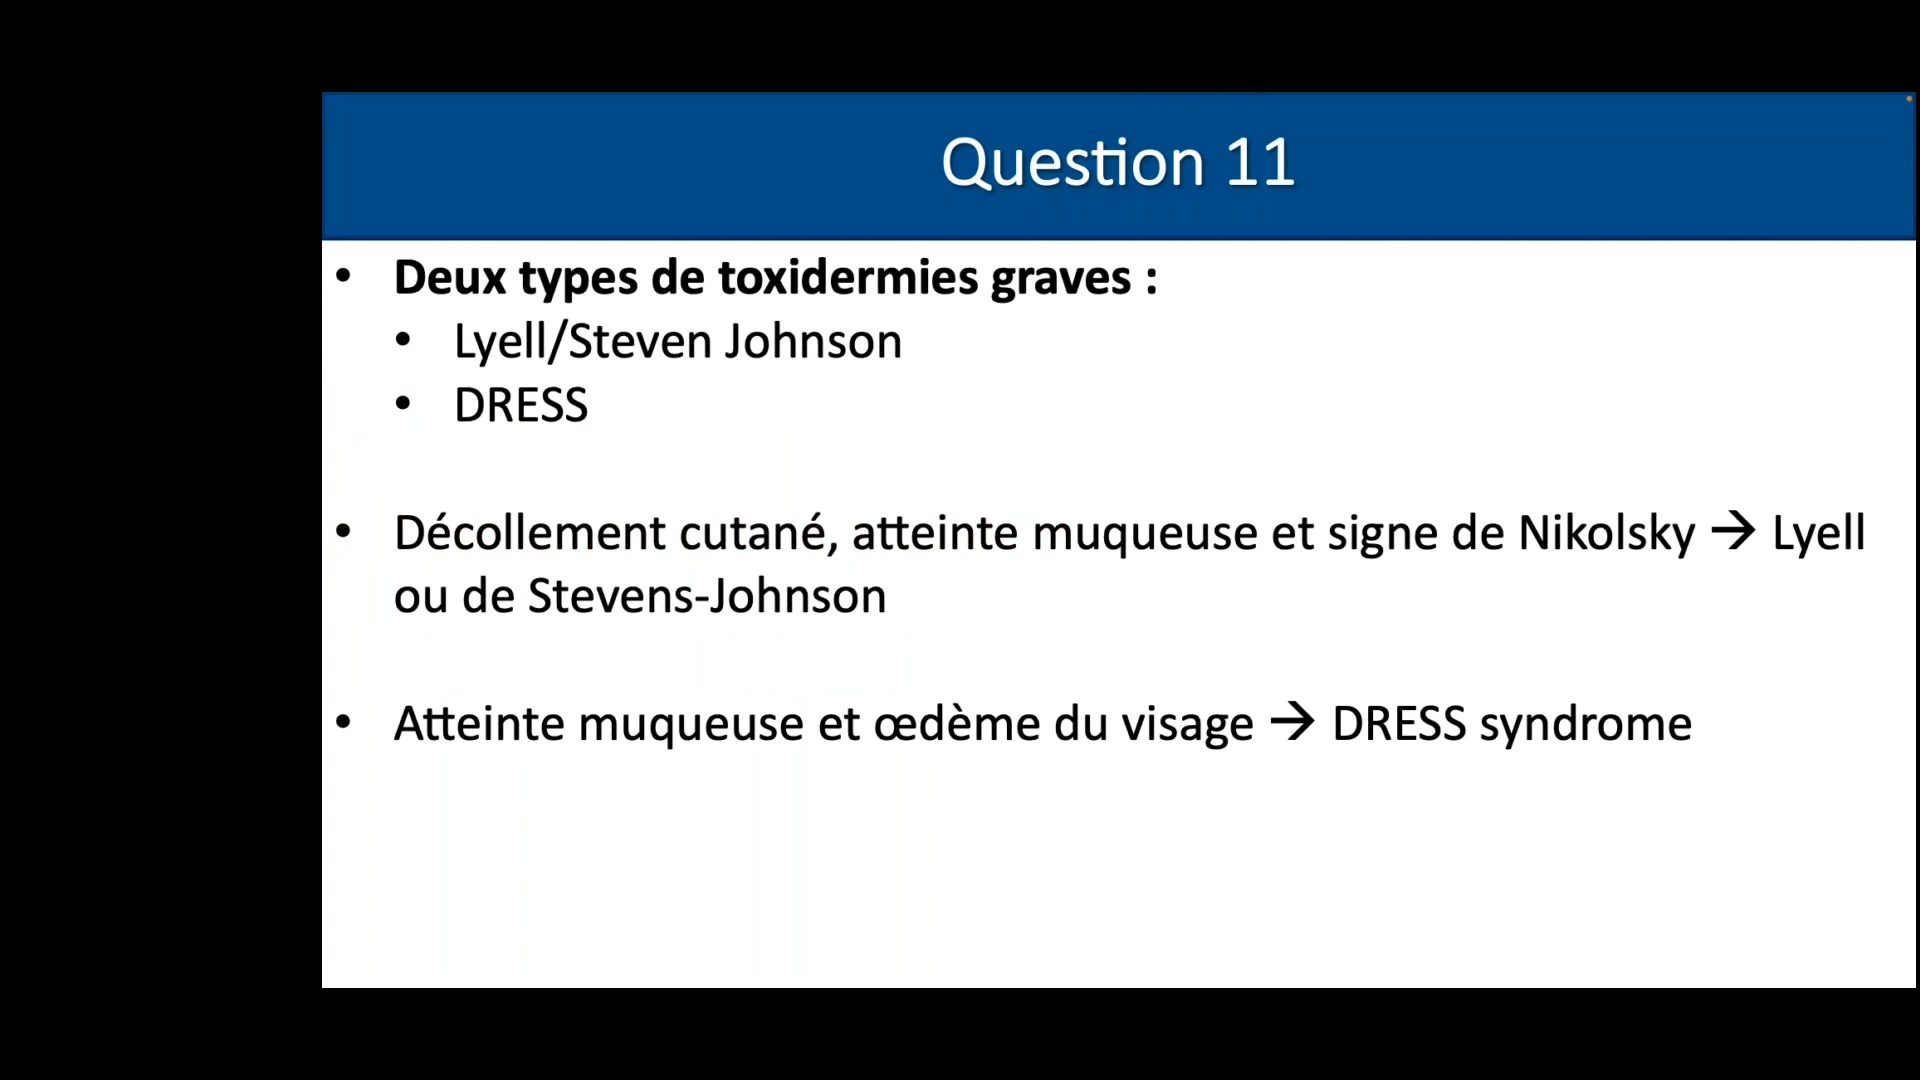 Question 11
• Deux types de toxidermies graves :
• Lyell/Steven Johnson
• DRESS
• Décollement cutané, atteinte muqueuse et signe de Nikolsky → Lyell
ou de Stevens-Johnson
• Atteinte muqueuse et œdème du visage → DRESS syndrome